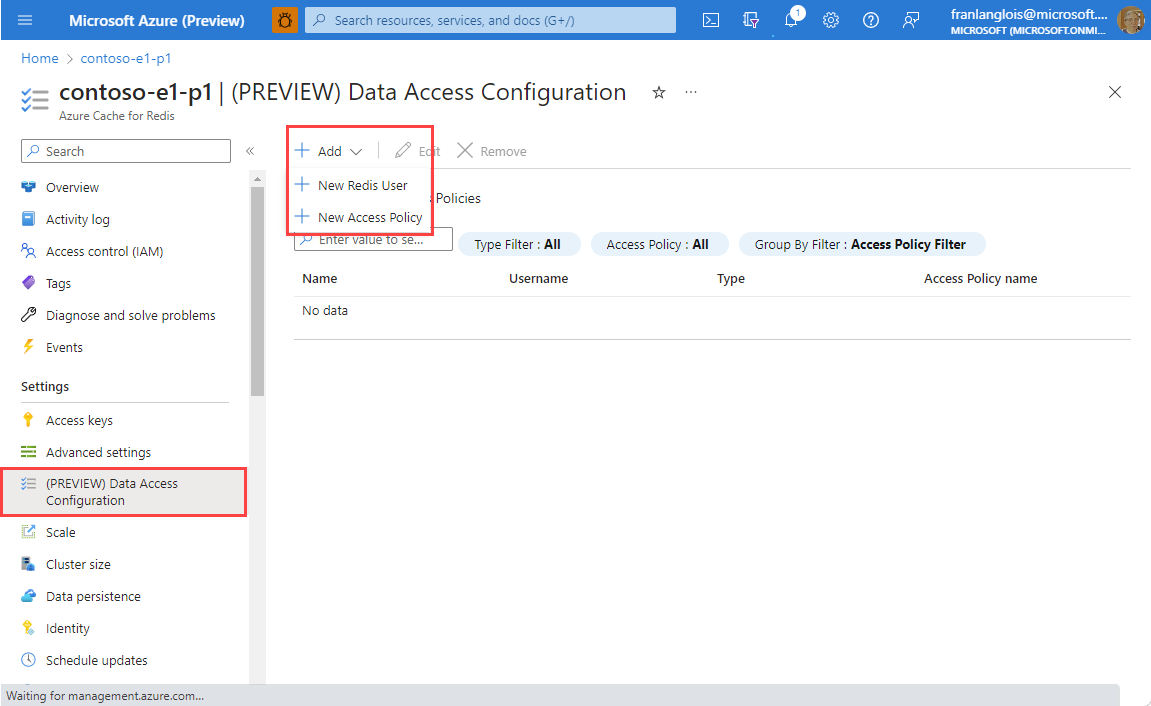 Microsoft Azure (Preview)
Search resources, services, and docs (G+/)
1
franlanglois@microsoft....
MICROSOFT (MICROSOFT.ONMI...
Home > contoso-e1-p1
contoso-e1-p1 | (PREVIEW) Data Access Configuration
Azure Cache for Redis
Search
Overview
Activity log
Access control (IAM)
Tags
Diagnose and solve problems
Events
Settings
Access keys
Advanced settings
(PREVIEW) Data Access
Configuration
Scale
Cluster size
Data persistence
Identity
Schedule updates
Add
Edit
Remove
New Redis User
New Access Policy
Policies
Enter value to se...
Type Filter : All
Access Policy : All
Group By Filter : Access Policy Filter
Name Username Type Access Policy name
No data
Waiting for management.azure.com...